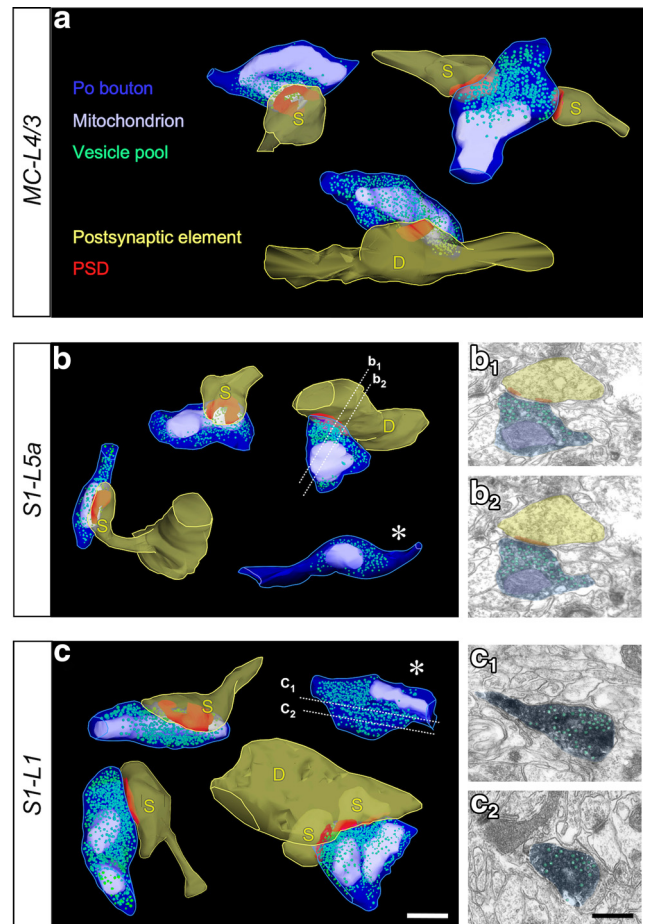 a
MC-L4/3
Po bouton
Mitochondrion
Vesicle pool
Postsynaptic element
PSD
S
S
S
D
b
S1-L5a
S
b1
b2
D
S
*
b1
b2
c
S1-L1
S
C1
C2
*
D
S
S
S
C1
C2